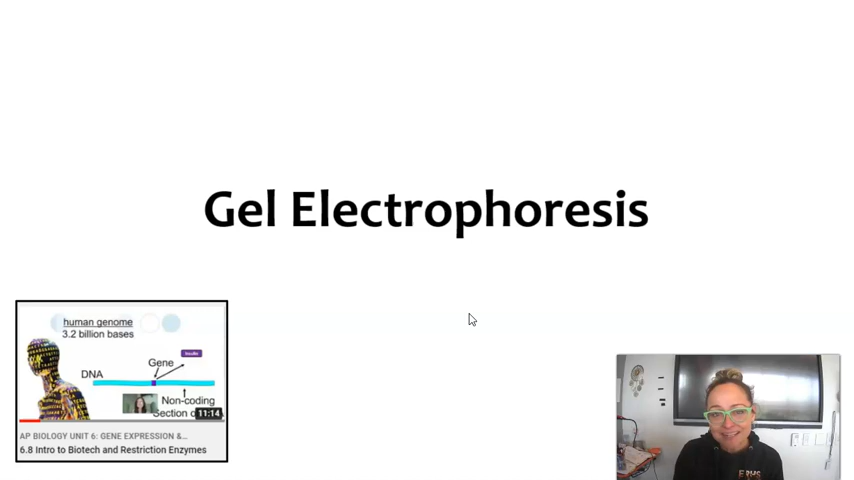 Gel Electrophoresis
human genome
3.2 billion bases
Gene
DNA
Non-coding
Section
11:14
AP BIOLOGY UNIT 6: GENE EXPRESSION &...
6.8 Intro to Biotech and Restriction Enzymes